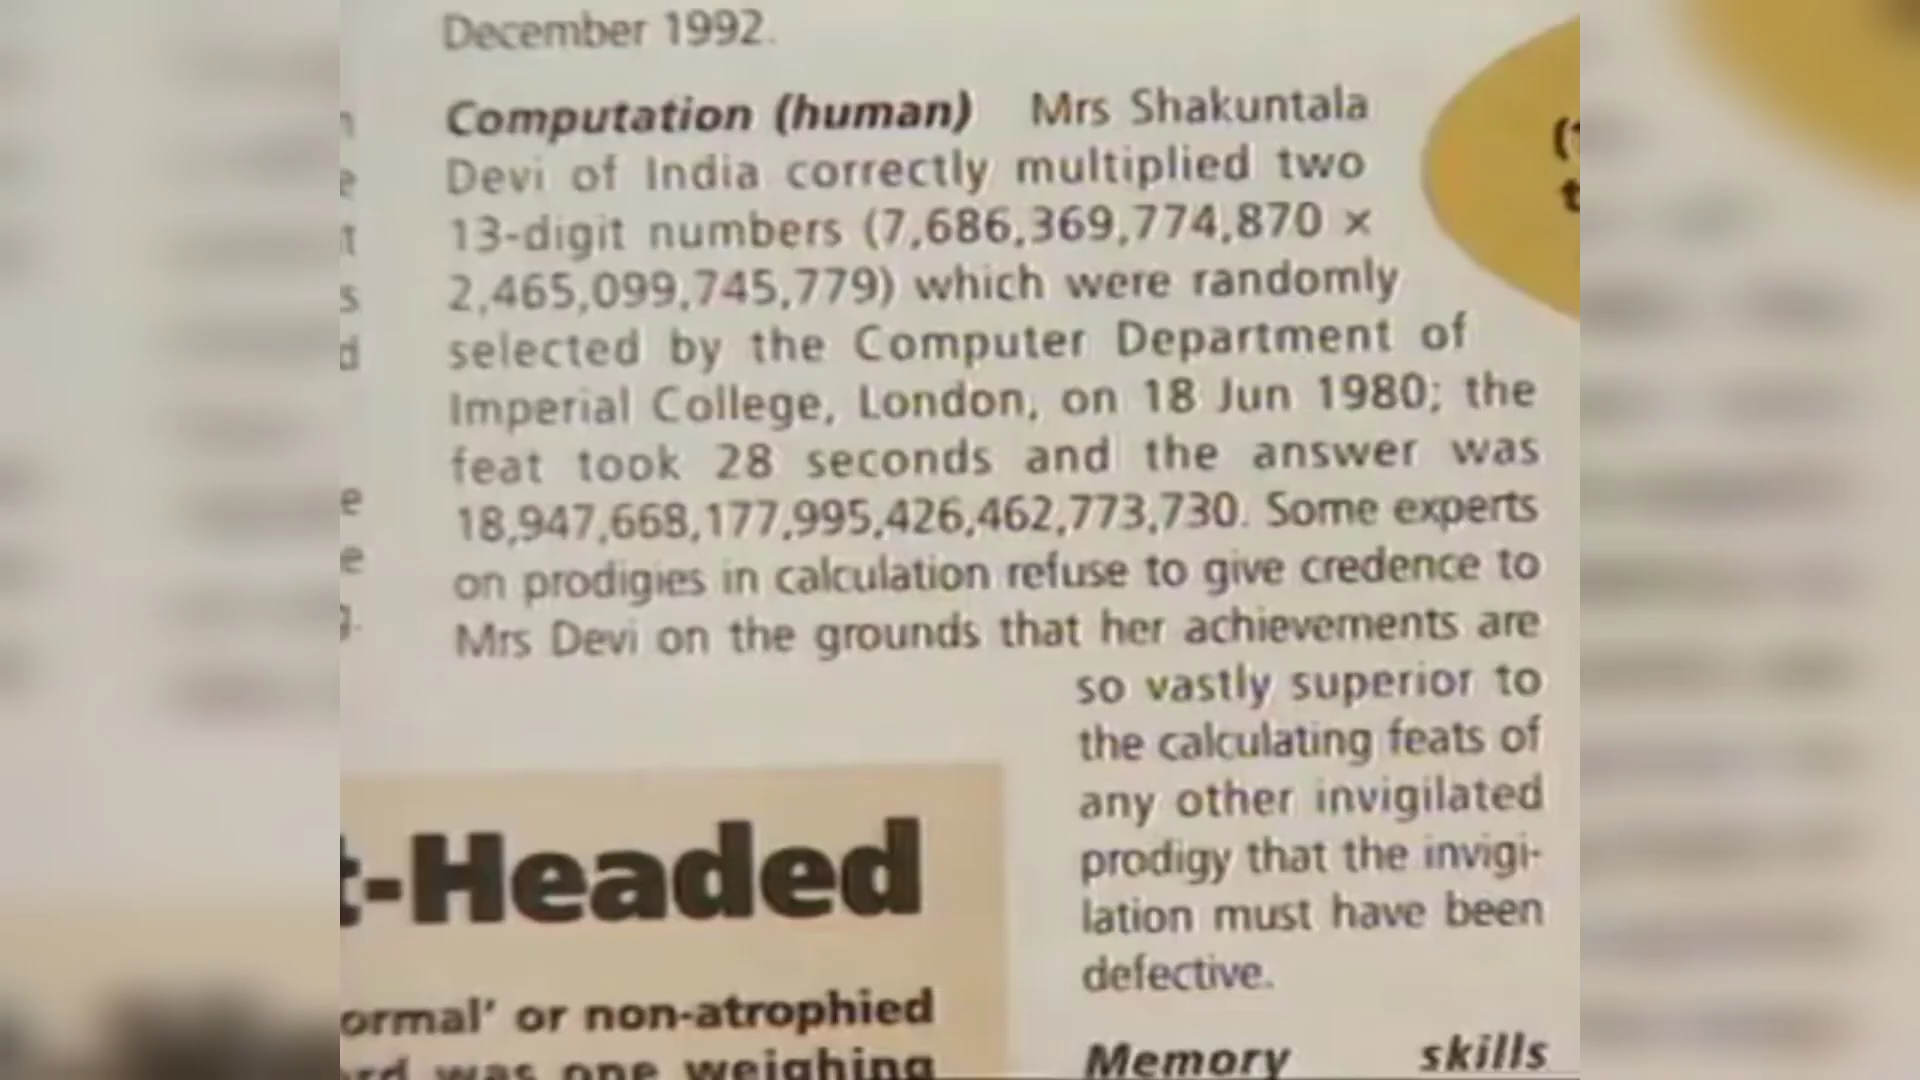 December 1992.
Computation (human) Mrs Shakuntala
Devi of India correctly multiplied two
13-digit numbers (7,686,369,774,870 ×
2,465,099,745,779) which were randomly
selected by the Computer Department of
Imperial College, London, on 18 Jun 1980; the
feat took 28 seconds and the answer was
18,947,668,177,995,426,462,773,730. Some experts
on prodigies in calculation refuse to give credence to
Mrs Devi on the grounds that her achievements are
so vastly superior to
the calculating feats of
any other invigilated
prodigy that the invigi-
lation must have been
defective.
t-Headed
ormal’ or non-atrophied
rd was one weighing
Memory skills